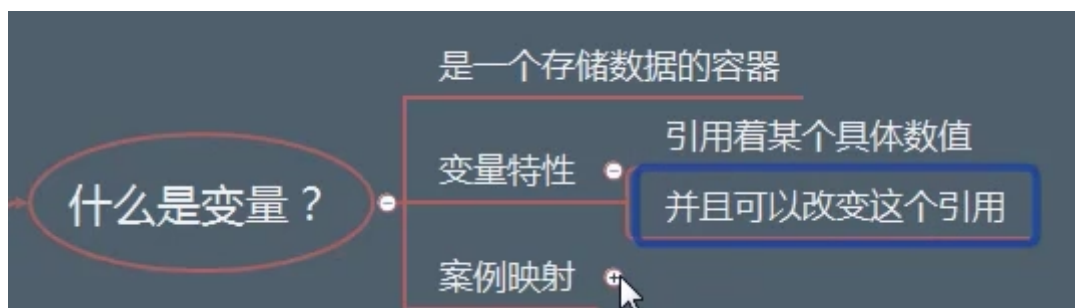 什么是变量？
是一个存储数据的容器
变量特性
引用着某个具体数值
并且可以改变这个引用
案例映射